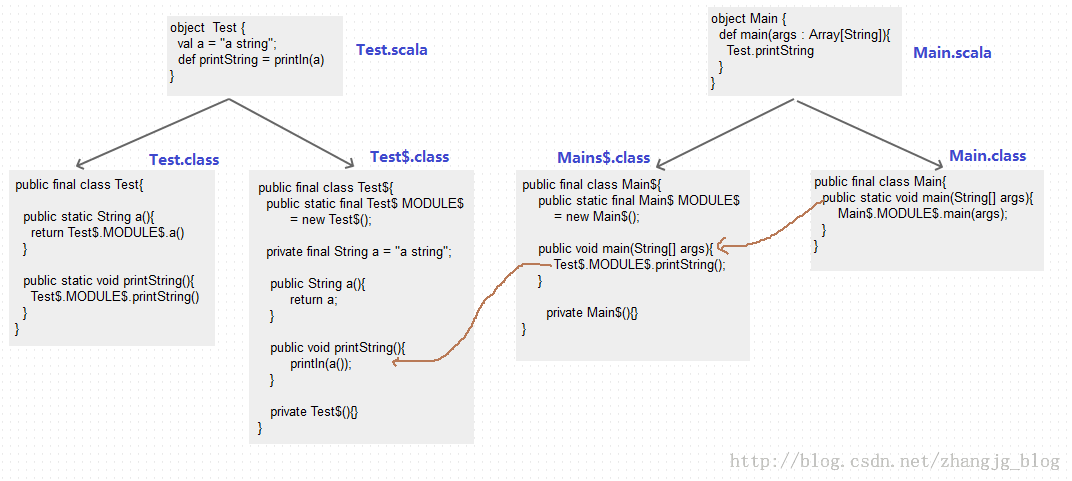 object  Test {
  val a = "a string";
  def printString = println(a)
}
Test.scala
object Main {
  def main(args : Array[String]){
    Test.printString
  }
}
Main.scala
Test.class
public final class Test{
  public static String a(){
    return Test$.MODULE$.a()
  }
  public static void printString(){
    Test$.MODULE$.printString()
  }
}
Test$.class
public final class Test${
  public static final Test$ MODULE$
        = new Test$();
  private final String a = "a string";
  public String a(){
        return a;
  }
  public void printString(){
        println(a());
  }
  private Test$(){}
}
Mains$.class
public final class Main${
    public static final Main$ MODULE$
        = new Main$();
    public void main(String[] args){
        Test$.MODULE$.printString();
    }
      private Main$(){}
}
Main.class
public final class Main{
  public static void main(String[] args){
      Main$.MODULE$.main(args);
  }
}
http://blog.csdn.net/zhangjg_blog